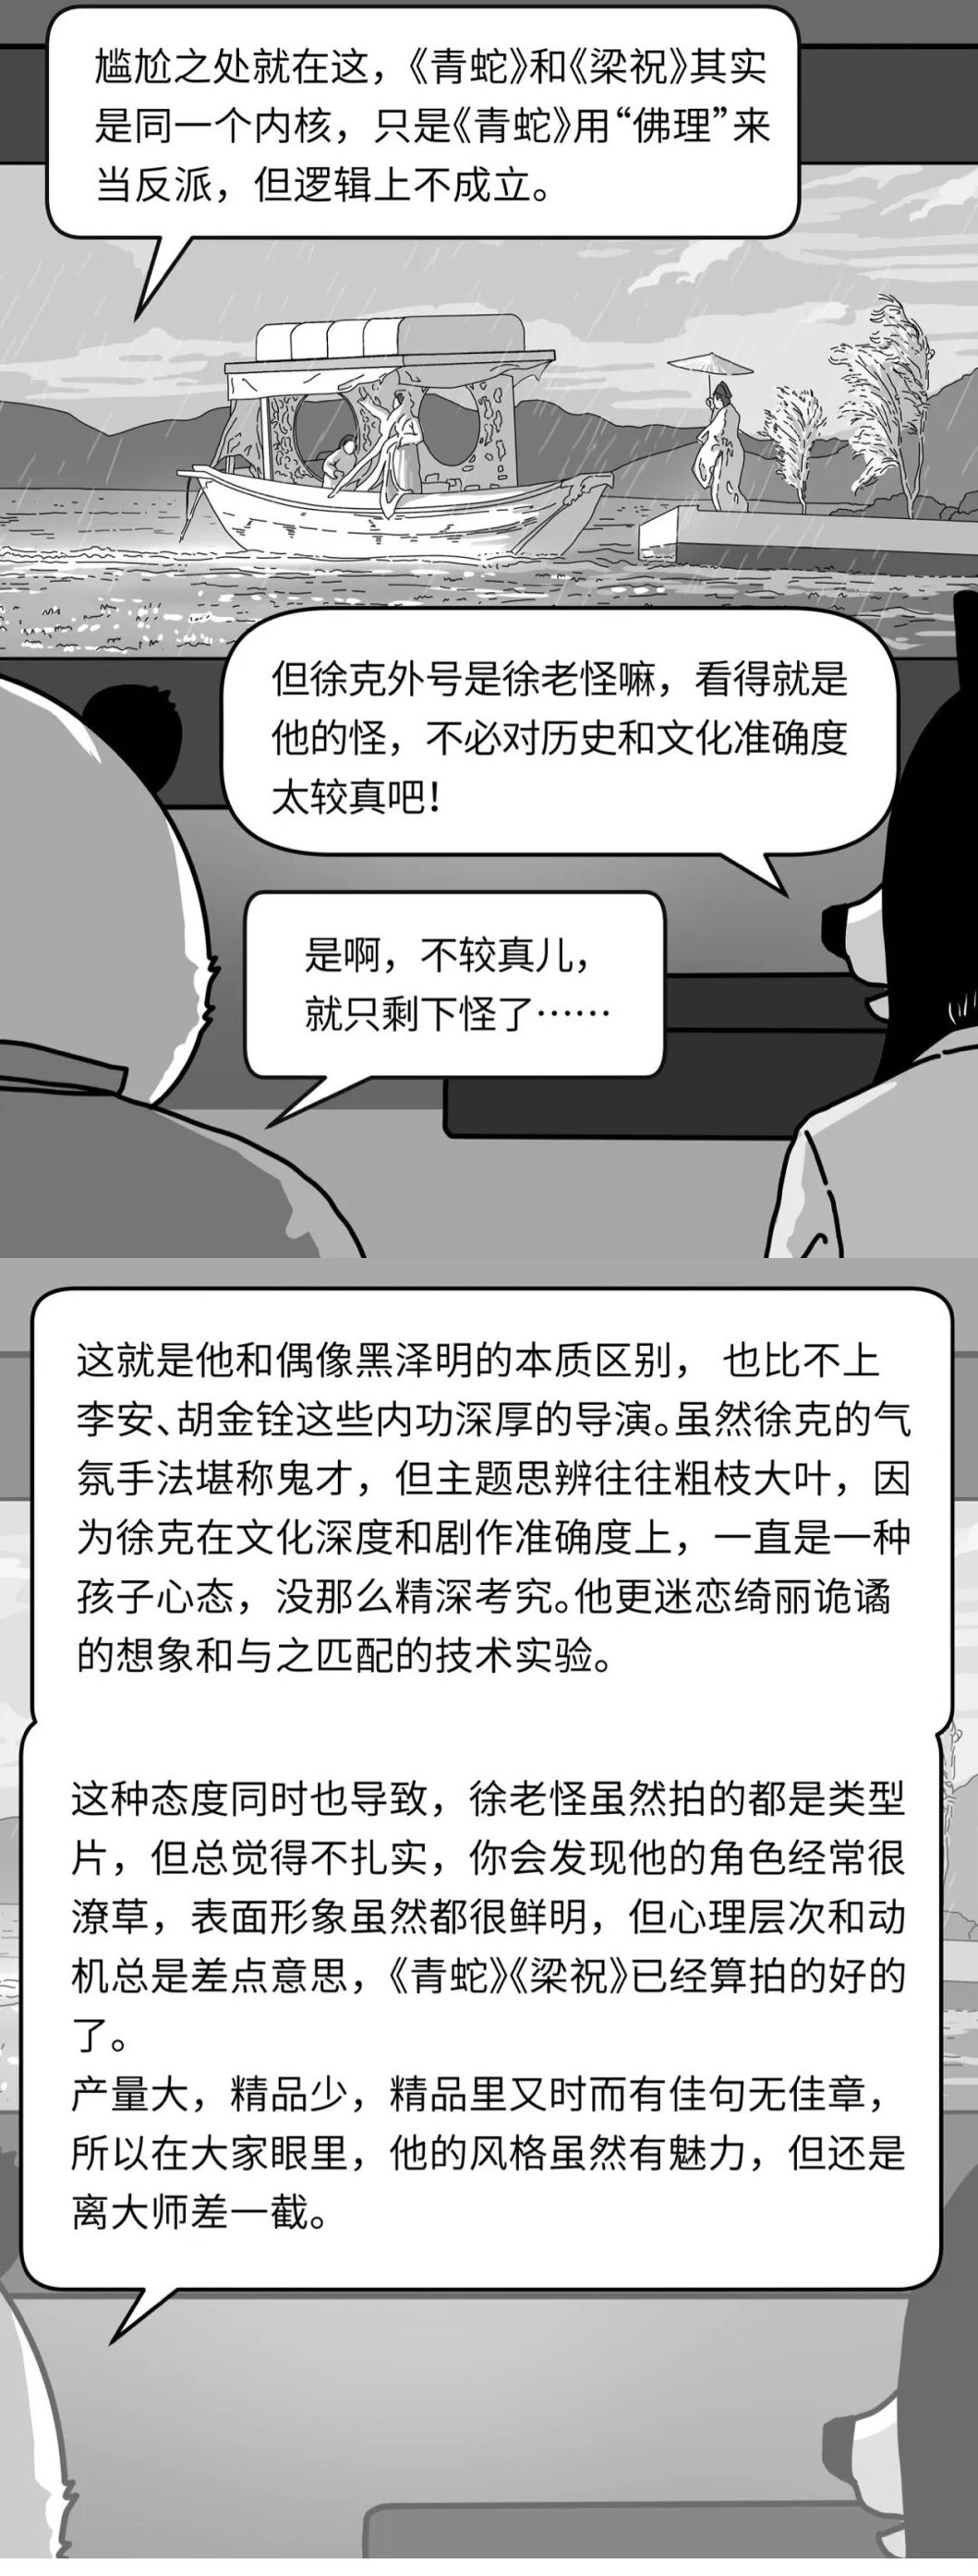 尴尬之处就在这，《青蛇》和《梁祝》其实
是同一个内核，只是《青蛇》用“佛理”来
当反派，但逻辑上不成立。
但徐克外号是徐老怪嘛，看得就是
他的怪，不必对历史和文化准确度
太较真吧！
是啊，不较真儿，
就只剩下怪了……
这就是他和偶像黑泽明的本质区别， 也比不上
李安、胡金铨这些内功深厚的导演。虽然徐克的气
氛手法堪称鬼才，但主题思辨往往粗枝大叶，因
为徐克在文化深度和剧作准确度上，一直是一种
孩子心态，没那么精深考究。他更迷恋绮丽诡谲
的想象和与之匹配的技术实验。
这种态度同时也导致，徐老怪虽然拍的都是类型
片，但总觉得不扎实，你会发现他的角色经常很
潦草，表面形象虽然都很鲜明，但心理层次和动
机总是差点意思，《青蛇》《梁祝》已经算拍的好的
了。
产量大，精品少，精品里又时而有佳句无佳章，
所以在大家眼里，他的风格虽然有魅力，但还是
离大师差一截。